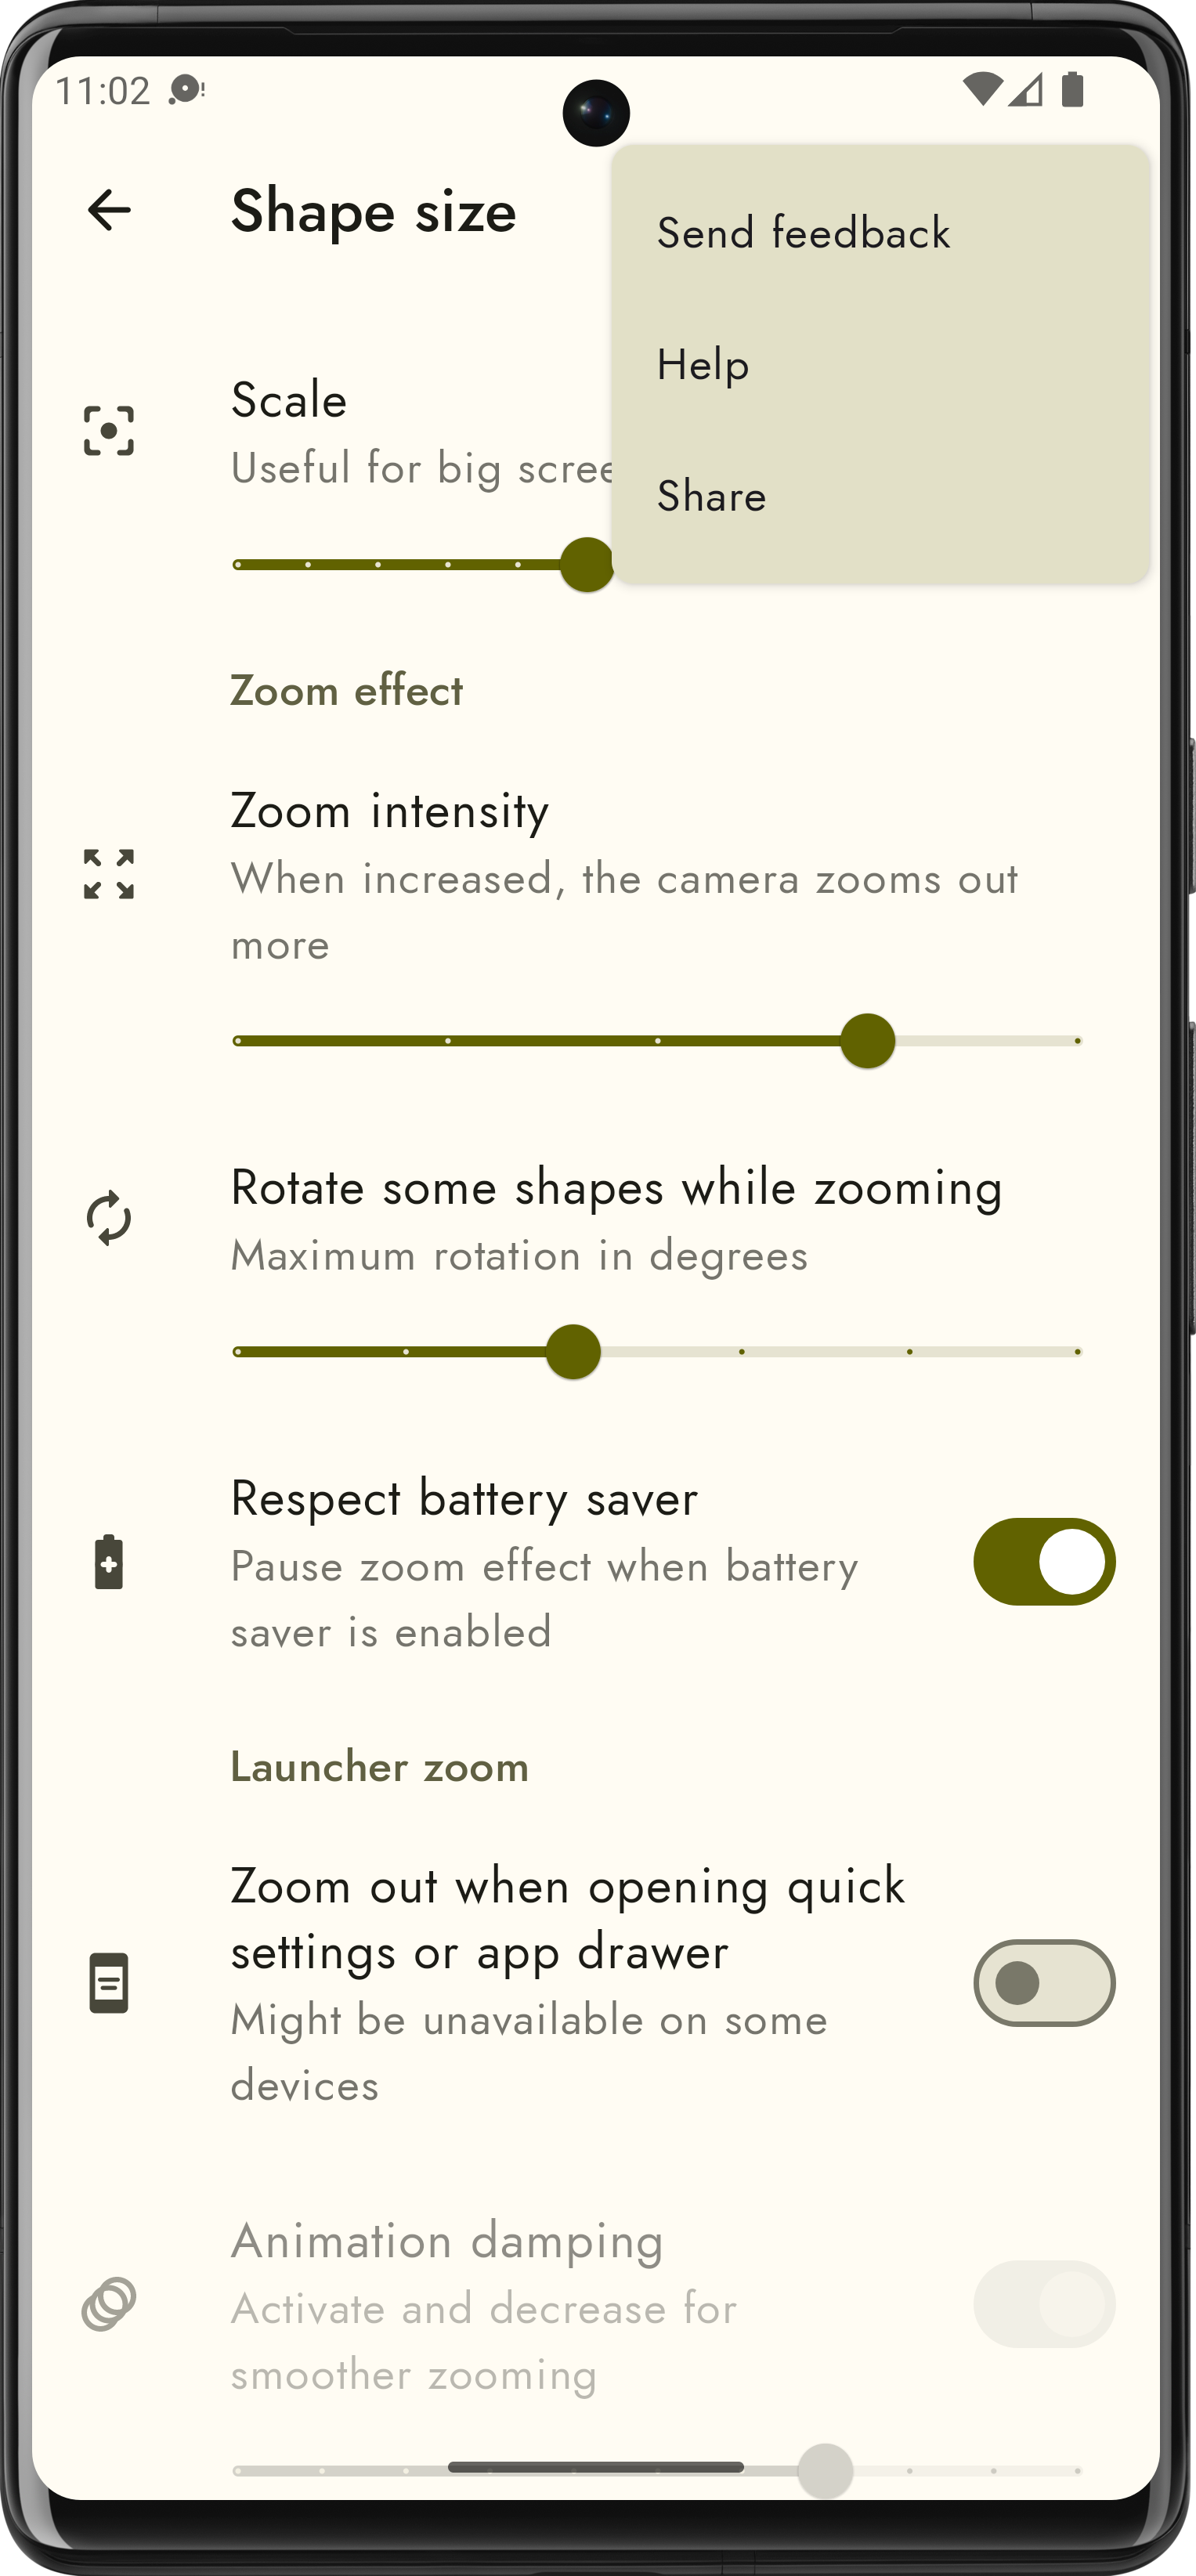 11:02
Shape size
Send feedback
Help
Share
Scale
Useful for big scree
Zoom effect
Zoom intensity
When increased, the camera zooms out
more
Rotate some shapes while zooming
Maximum rotation in degrees
Respect battery saver
Pause zoom effect when battery
saver is enabled
Launcher zoom
Zoom out when opening quick
settings or app drawer
Might be unavailable on some
devices
Animation damping
Activate and decrease for
smoother zooming